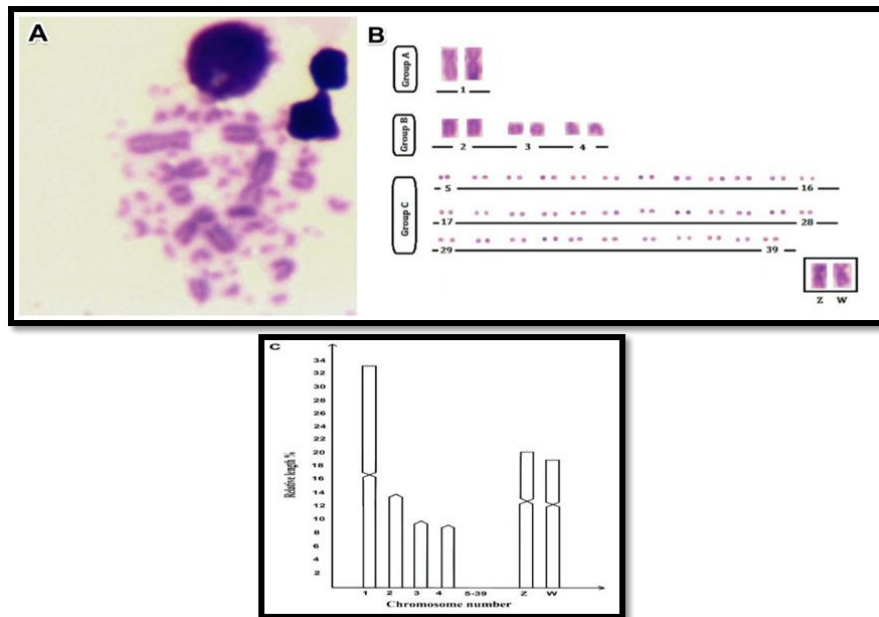 A
B
Group A
1
Group B
2 3 4
Group C
5 16
17 28
29 39
Z W
C
Relative length %
34
32
30
28
26
24
22
20
18
16
14
12
10
8
6
4
2
1 2 3 4 5-39 Z W
Chromosome number